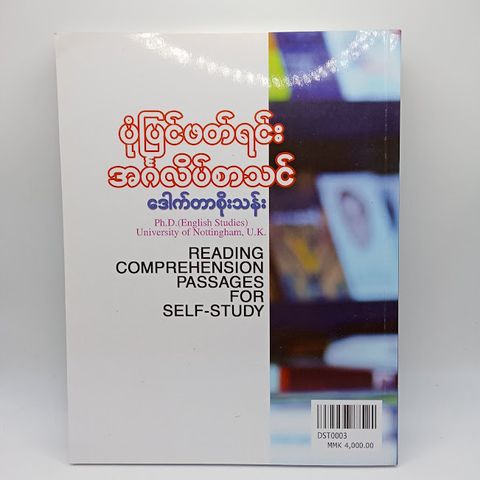 ပုံပြင်ဖတ်ရင်း
အင်္ဂလိပ်စာသင်
ဒေါက်တာစိုးသန်း
Ph.D.(English Studies)
University of Nottingham, U.K.
READING
COMPREHENSION
PASSAGES
FOR
SELF-STUDY
DST0003
MMK 4,000.00